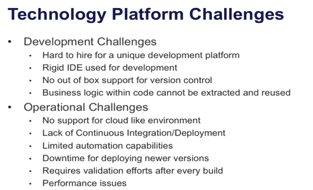 Technology Platform Challenges
• Development Challenges
• Hard to hire for a unique development platform
• Rigid IDE used for development
• No out of box support for version control
• Business logic within code cannot be extracted and reused
• Operational Challenges
• No support for cloud like environment
• Lack of Continuous Integration/Deployment
• Limited automation capabilities
• Downtime for deploying newer versions
• Requires validation efforts after every build
• Performance issues